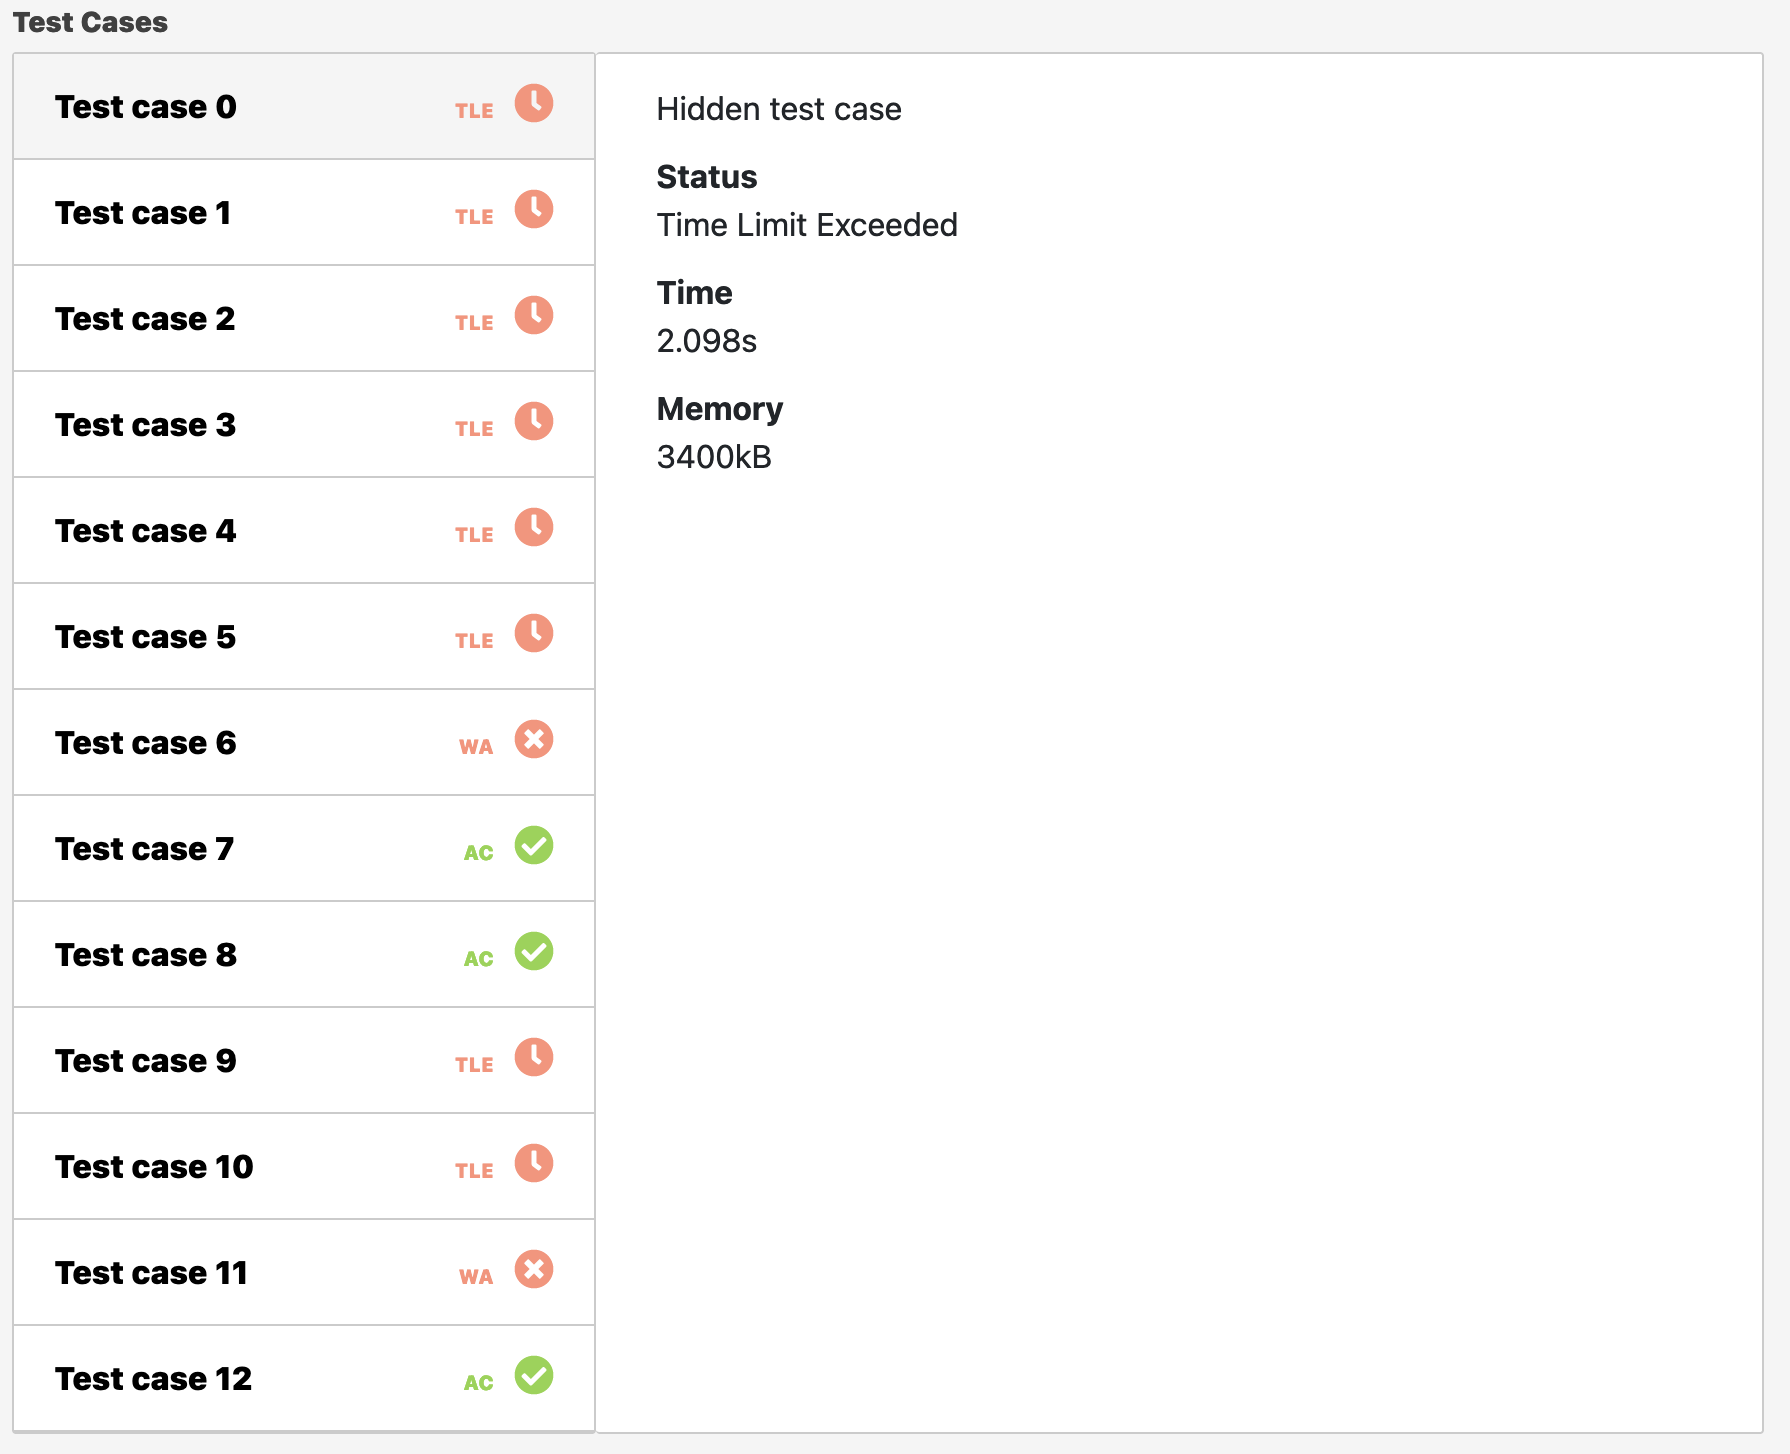 Test Cases
Test case 0 TLE
Test case 1 TLE
Test case 2 TLE
Test case 3 TLE
Test case 4 TLE
Test case 5 TLE
Test case 6 WA
Test case 7 AC
Test case 8 AC
Test case 9 TLE
Test case 10 TLE
Test case 11 WA
Test case 12 AC
Hidden test case
Status
Time Limit Exceeded
Time
2.098s
Memory
3400kB